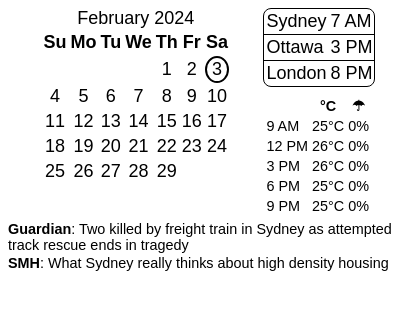 February 2024
Su Mo Tu We Th Fr Sa
1 2 3
4 5 6 7 8 9 10
11 12 13 14 15 16 17
18 19 20 21 22 23 24
25 26 27 28 29
Sydney 7 AM
Ottawa 3 PM
London 8 PM
°C ☂
9 AM 25°C 0%
12 PM 26°C 0%
3 PM 26°C 0%
6 PM 25°C 0%
9 PM 25°C 0%
Guardian: Two killed by freight train in Sydney as attempted
track rescue ends in tragedy
SMH: What Sydney really thinks about high density housing